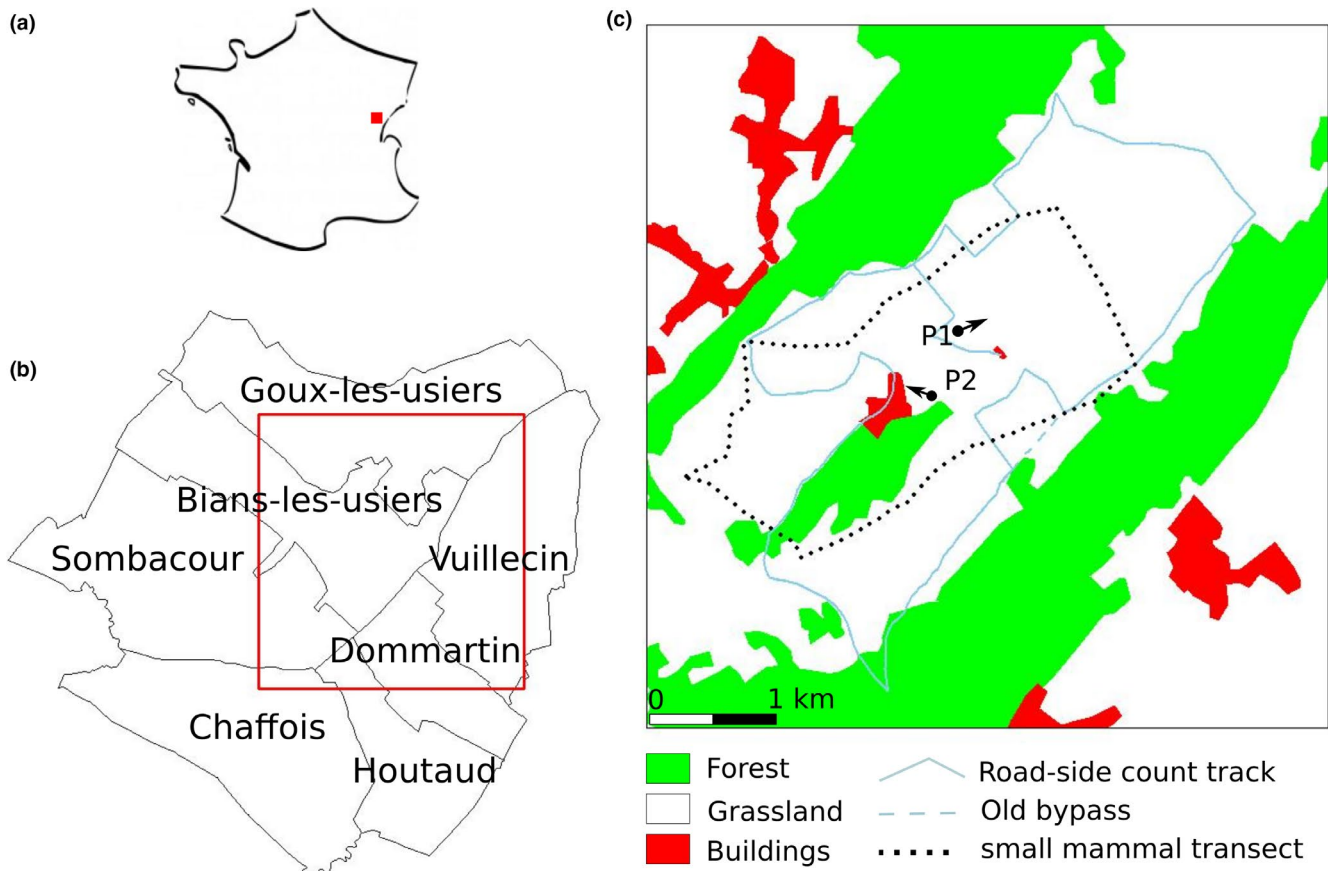 (a)
(b)
Goux-les-usiers
Bians-les-usiers
Sombacour
Vuillecin
Dommartin
Chaffois
Houtaud
(c)
P1
P2
0 1 km
Forest
Grassland
Buildings
Road-side count track
Old bypass
small mammal transect